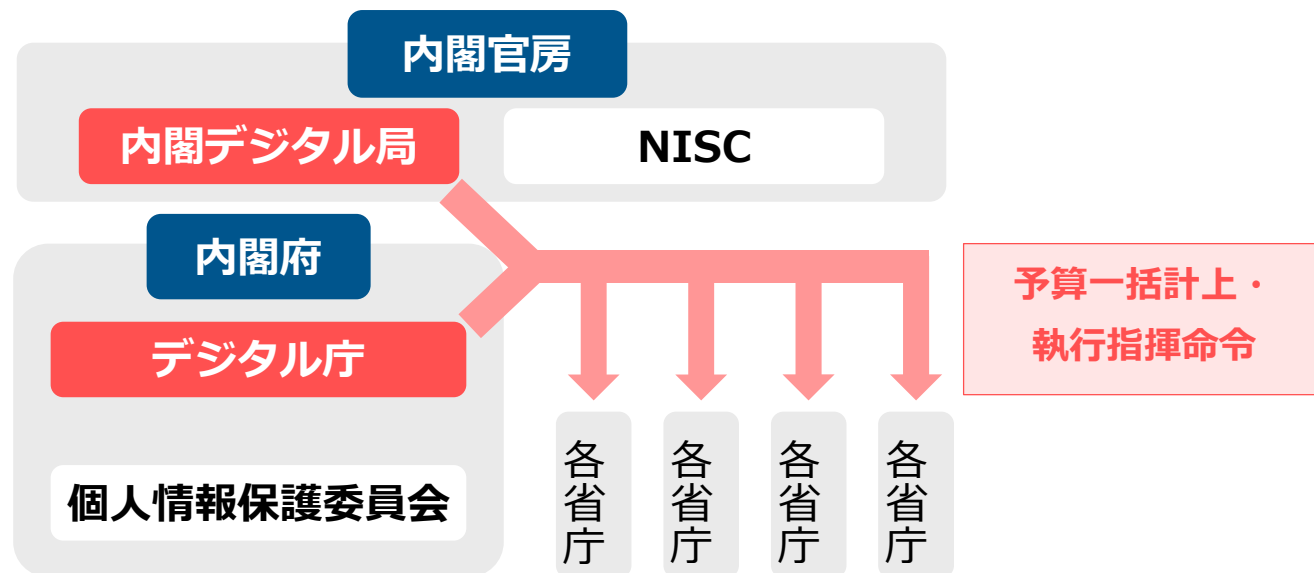 内閣官房
内閣デジタル局
NISC
内閣府
デジタル庁
個人情報保護委員会
予算一括計上・
執行指揮命令
各省庁
各省庁
各省庁
各省庁